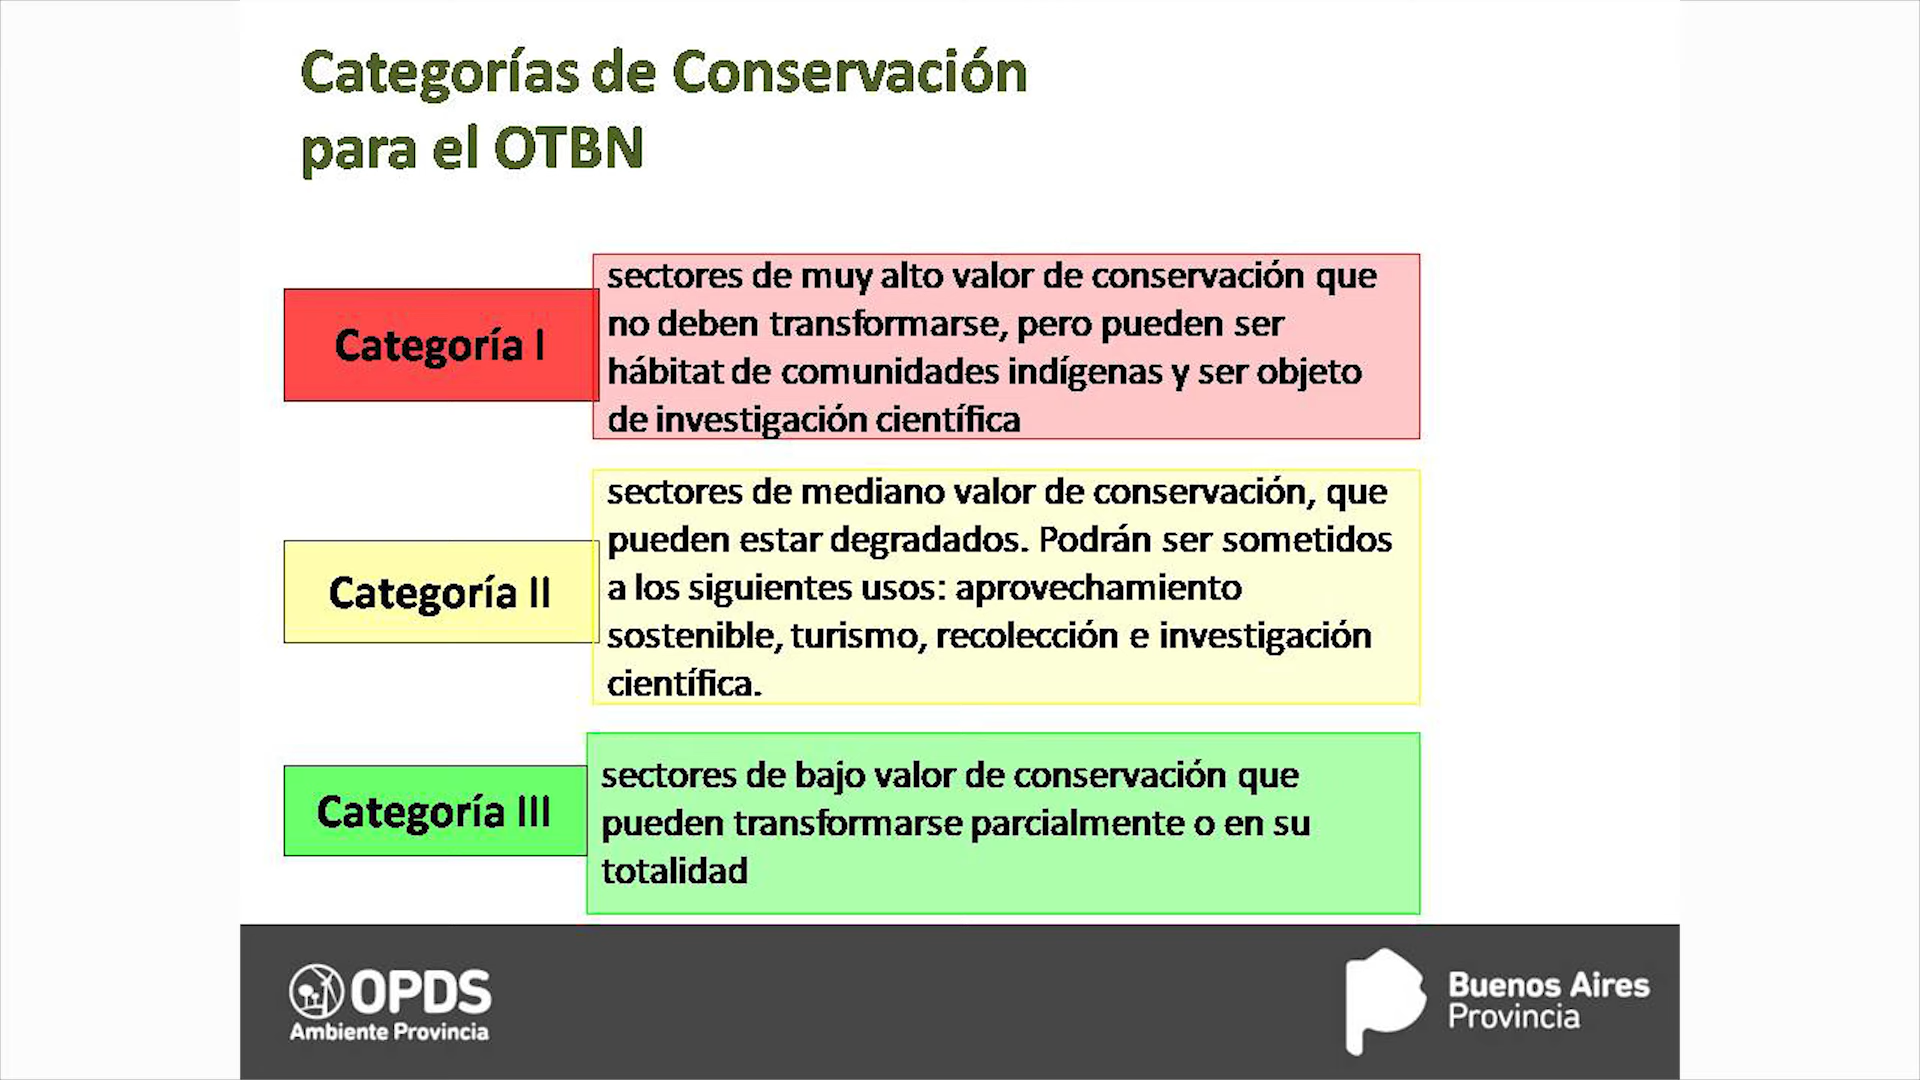 Categorías de Conservación
para el OTBN
Categoría I
sectores de muy alto valor de conservación que
no deben transformarse, pero pueden ser
hábitat de comunidades indígenas y ser objeto
de investigación científica
Categoría II
sectores de mediano valor de conservación, que
pueden estar degradados. Podrán ser sometidos
a los siguientes usos: aprovechamiento
sostenible, turismo, recolección e investigación
científica.
Categoría III
sectores de bajo valor de conservación que
pueden transformarse parcialmente o en su
totalidad
OPDS
Ambiente Provincia
Buenos Aires
Provincia